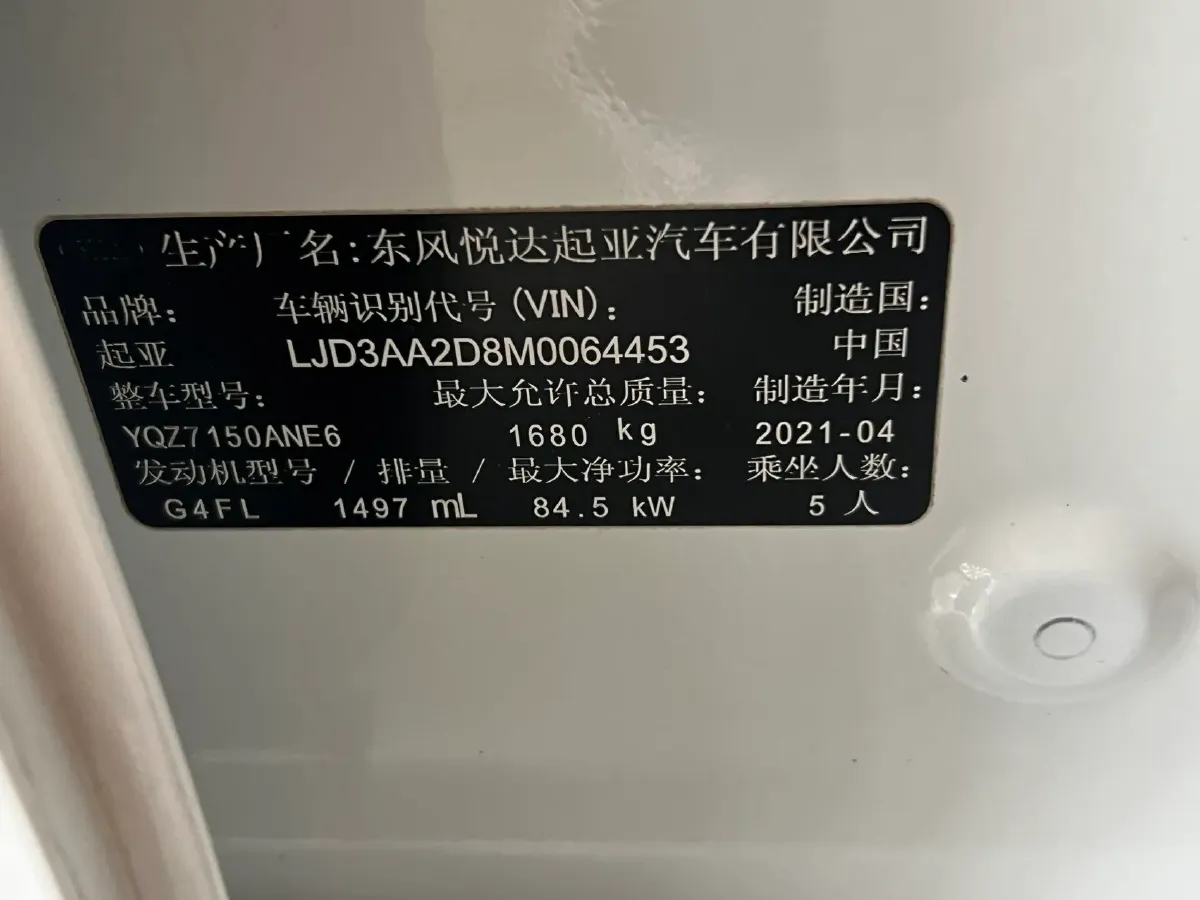 生产厂名:东风悦达起亚汽车有限公司
品牌: 车辆识别代号(VIN): 制造国:
起亚 LJD3AA2D8M0064453 中国
整车型号: 最大允许总质量: 制造年月:
YQZ7150ANE6 1680 kg 2021-04
发动机型号 / 排量 / 最大净功率: 乘坐人数:
G4FL 1497 mL 84.5 kW 5 人